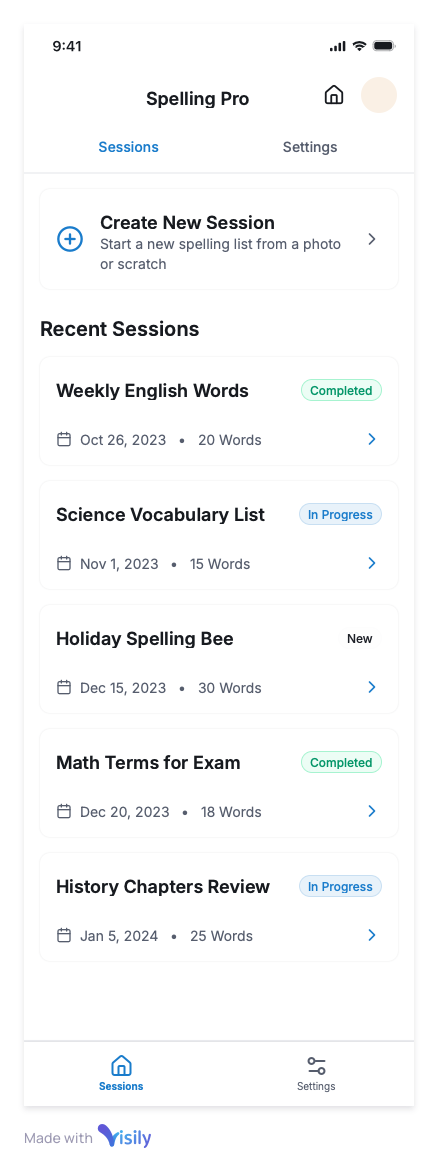 9:41
Spelling Pro
Sessions
Settings
Create New Session
Start a new spelling list from a photo
or scratch
Recent Sessions
Weekly English Words
Completed
Oct 26, 2023 • 20 Words
Science Vocabulary List
In Progress
Nov 1, 2023 • 15 Words
Holiday Spelling Bee
New
Dec 15, 2023 • 30 Words
Math Terms for Exam
Completed
Dec 20, 2023 • 18 Words
History Chapters Review
In Progress
Jan 5, 2024 • 25 Words
Sessions
Settings
Made with Visily